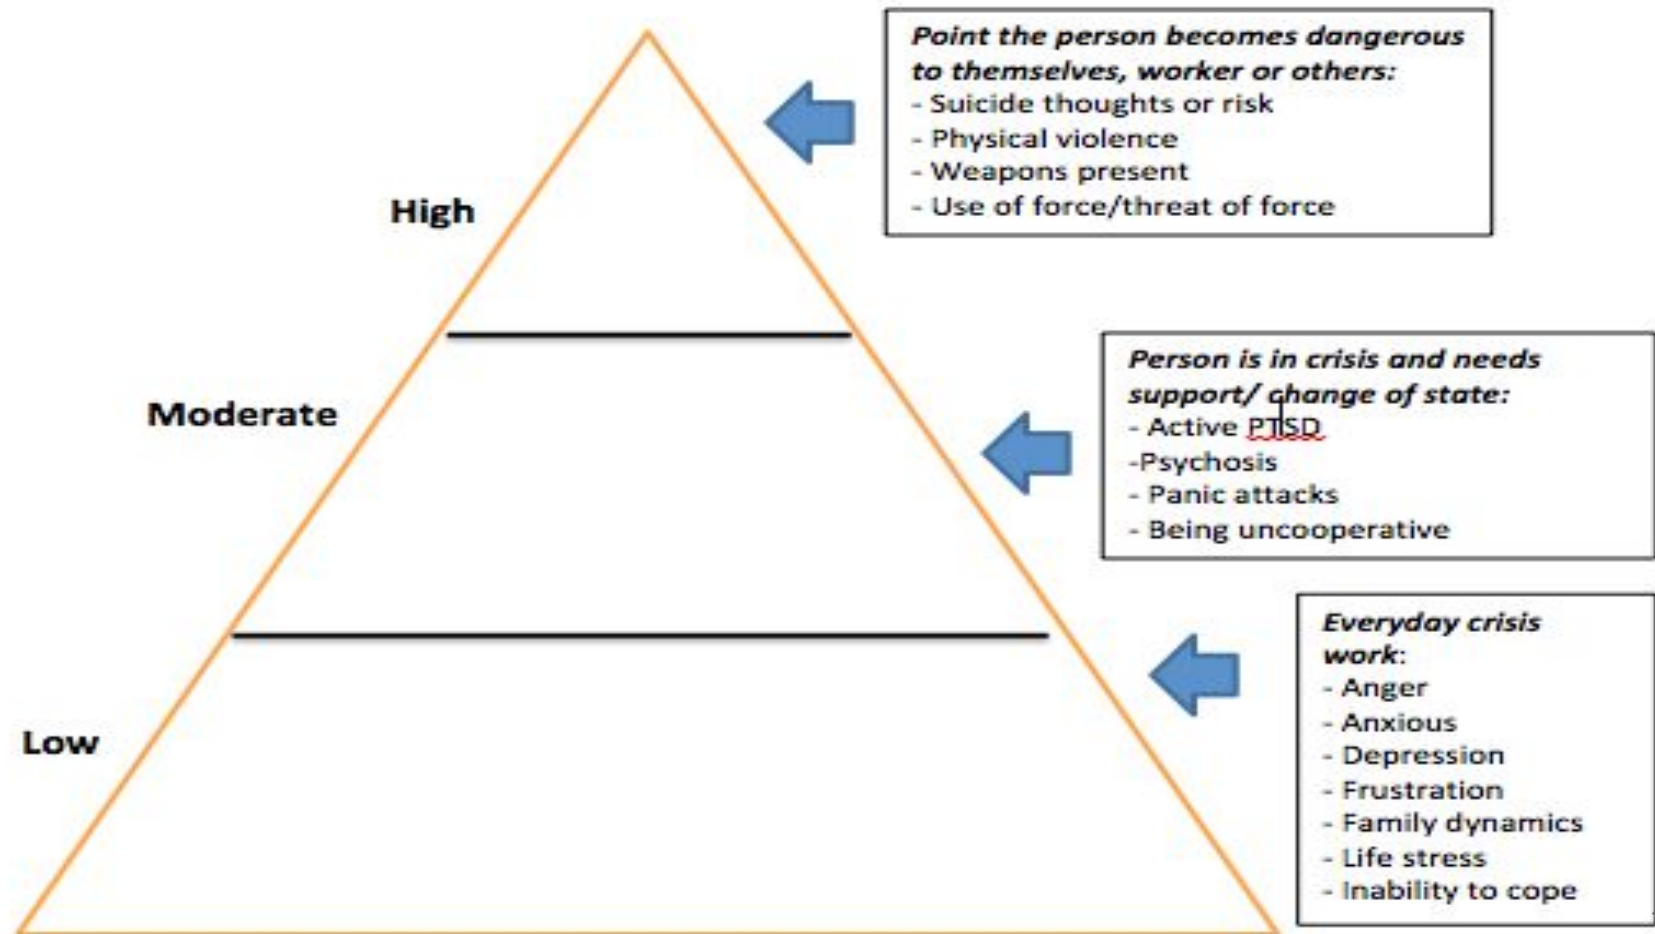 Point the person becomes dangerous
to themselves, worker or others:
- Suicide thoughts or risk
- Physical violence
- Weapons present
- Use of force/threat of force
High
Person is in crisis and needs
support/ change of state:
- Active PTSD
-Psychosis
- Panic attacks
- Being uncooperative
Moderate
Everyday crisis
work:
- Anger
- Anxious
- Depression
- Frustration
- Family dynamics
- Life stress
- Inability to cope
Low